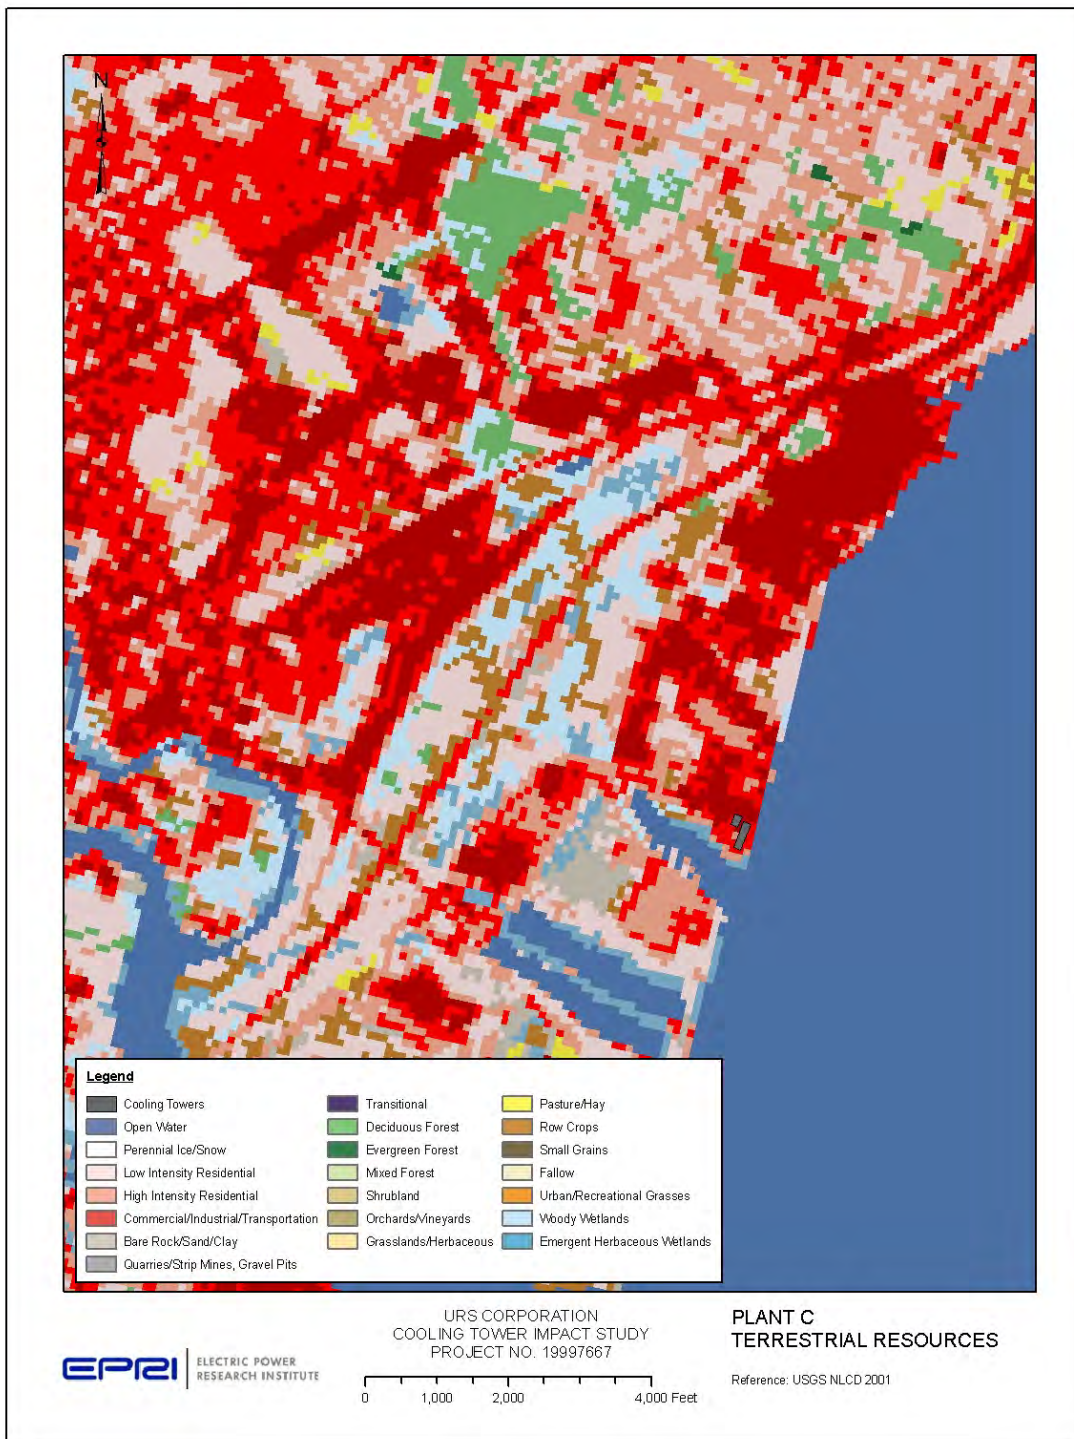 N
Legend
Cooling Towers
Open Water
Perennial Ice/Snow
Low Intensity Residential
High Intensity Residential
Commercial/Industrial/Transportation
Bare Rock/Sand/Clay
Quarries/Strip Mines, Gravel Pits
Transitional
Deciduous Forest
Evergreen Forest
Mixed Forest
Shrubland
Orchards/Vineyards
Grasslands/Herbaceous
Pasture/Hay
Row Crops
Small Grains
Fallow
Urban/Recreational Grasses
Woody Wetlands
Emergent Herbaceous Wetlands
EPRI
ELECTRIC POWER
RESEARCH INSTITUTE
URS CORPORATION
COOLING TOWER IMPACT STUDY
PROJECT NO. 19997667
0 1,000 2,000 4,000 Feet
PLANT C
TERRESTRIAL RESOURCES
Reference: USGS NLCD 2001